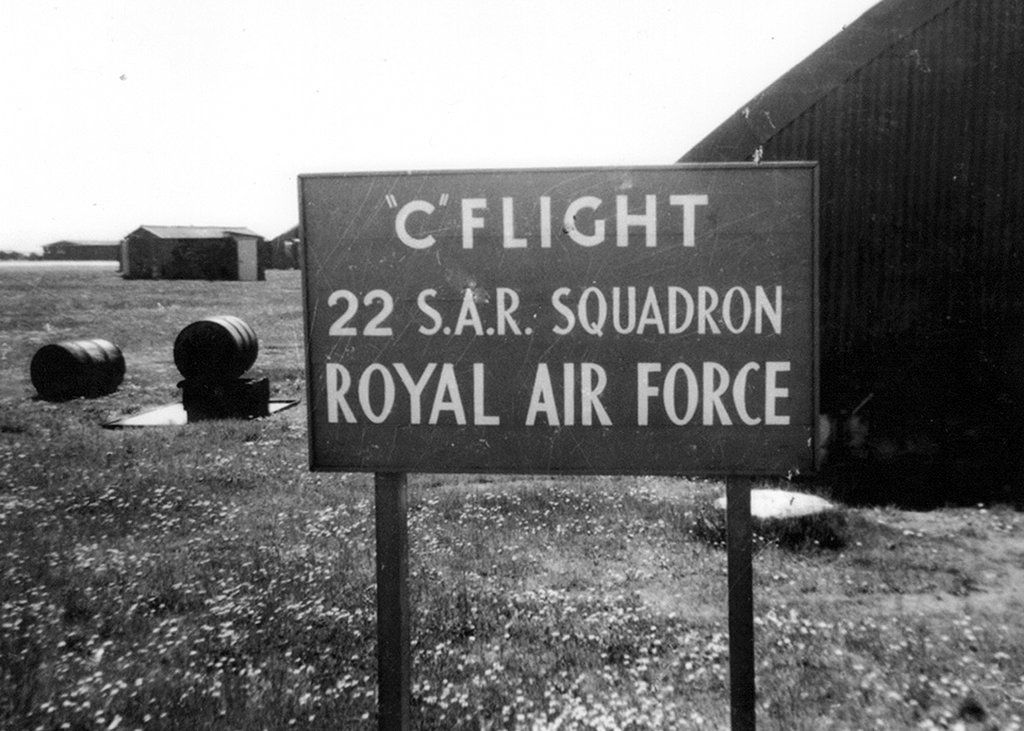 "C" FLIGHT
22 S.A.R. SQUADRON
ROYAL AIR FORCE